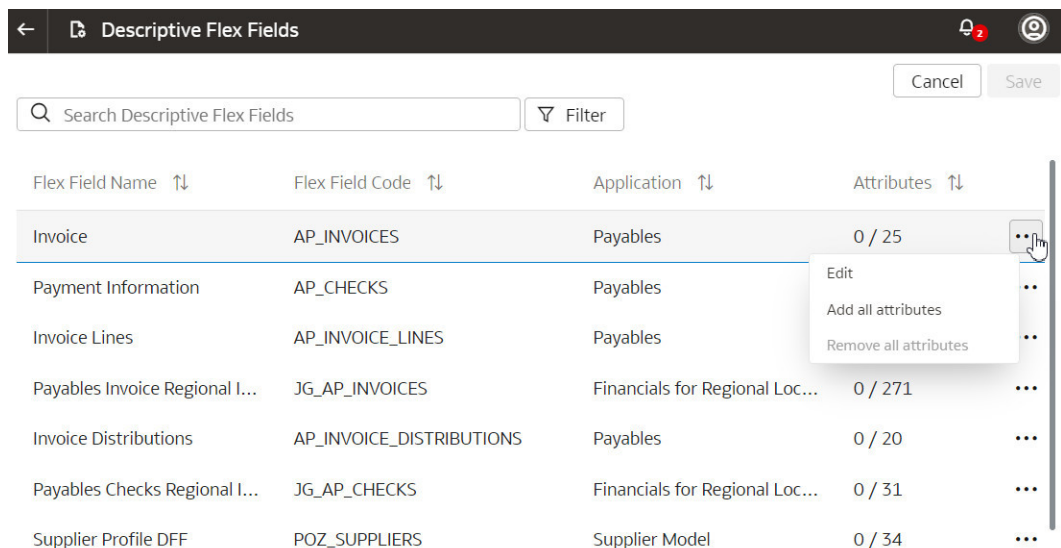 Descriptive Flex Fields
2
Cancel Save
Search Descriptive Flex Fields Filter
Flex Field Name Flex Field Code Application Attributes
Invoice AP_INVOICES Payables 0 / 25
Edit
Payment Information AP_CHECKS Payables
Add all attributes
Invoice Lines AP_INVOICE_LINES Payables
Remove all attributes
Payables Invoice Regional I... JG_AP_INVOICES Financials for Regional Loc... 0 / 271
Invoice Distributions AP_INVOICE_DISTRIBUTIONS Payables 0 / 20
Payables Checks Regional I... JG_AP_CHECKS Financials for Regional Loc... 0 / 31
Supplier Profile DFF POZ_SUPPLIERS Supplier Model 0 / 34